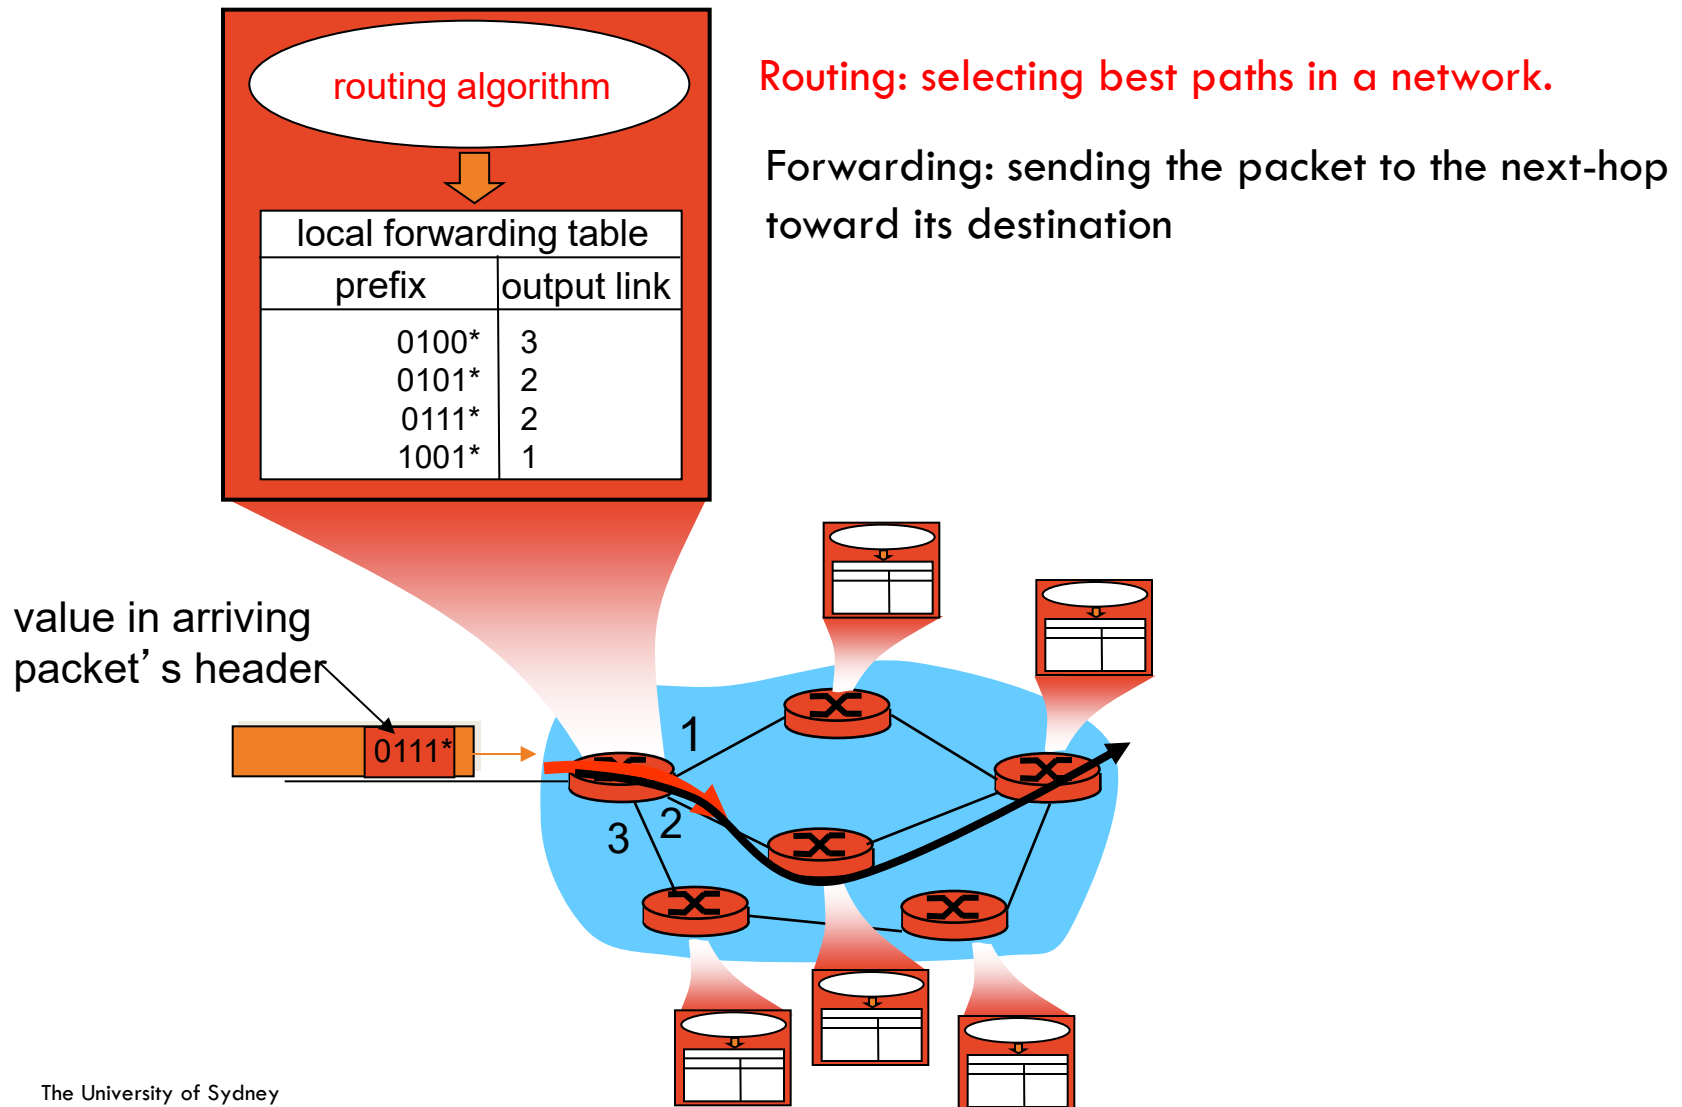 routing algorithm
local forwarding table
prefix output link
0100* 3
0101* 2
0111* 2
1001* 1
Routing: selecting best paths in a network.
Forwarding: sending the packet to the next-hop
toward its destination
value in arriving
packet’s header
0111*
1
2
3
The University of Sydney